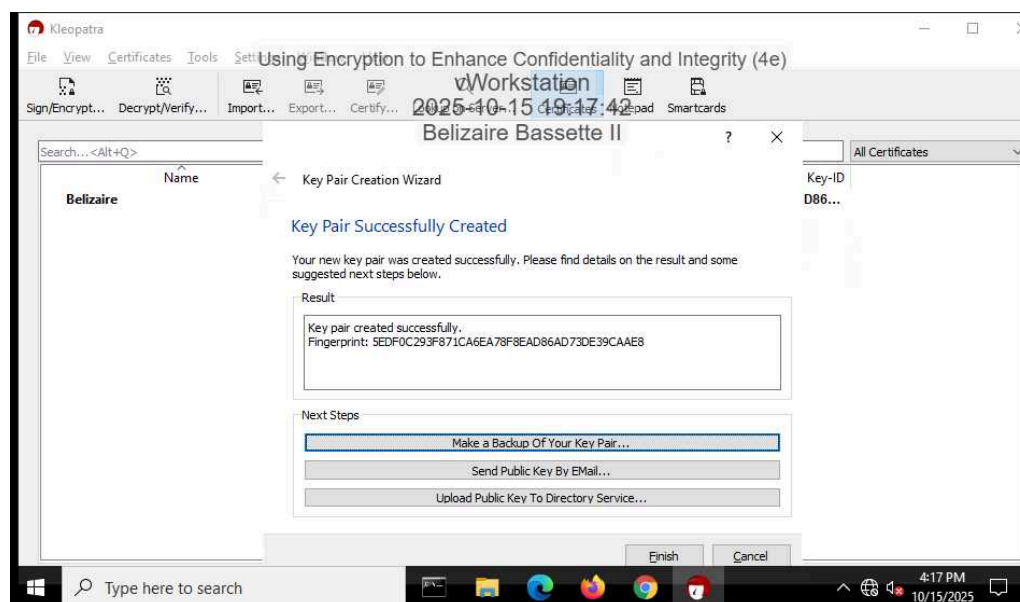 Kleopatra
File View Certificates Tools
Using Encryption to Enhance Confidentiality and Integrity (4e)
vWorkstation
2025-10-15 19:17:42
Belizaire Bassette II
Sign/Encrypt... Decrypt/Verify... Import... Export... Certify... Certificates Notepad Smartcards
Search...<Alt+Q>
All Certificates
Name
Key-ID
Belizaire
D86...
? ×
← Key Pair Creation Wizard
Key Pair Successfully Created
Your new key pair was created successfully. Please find details on the result and some
suggested next steps below.
Result
Key pair created successfully.
Fingerprint: 5EDF0C293F871CA6EA78F8EAD86AD73DE39CAAE8
Next Steps
Make a Backup Of Your Key Pair...
Send Public Key By EMail...
Upload Public Key To Directory Service...
Finish Cancel
Type here to search
4:17 PM
10/15/2025